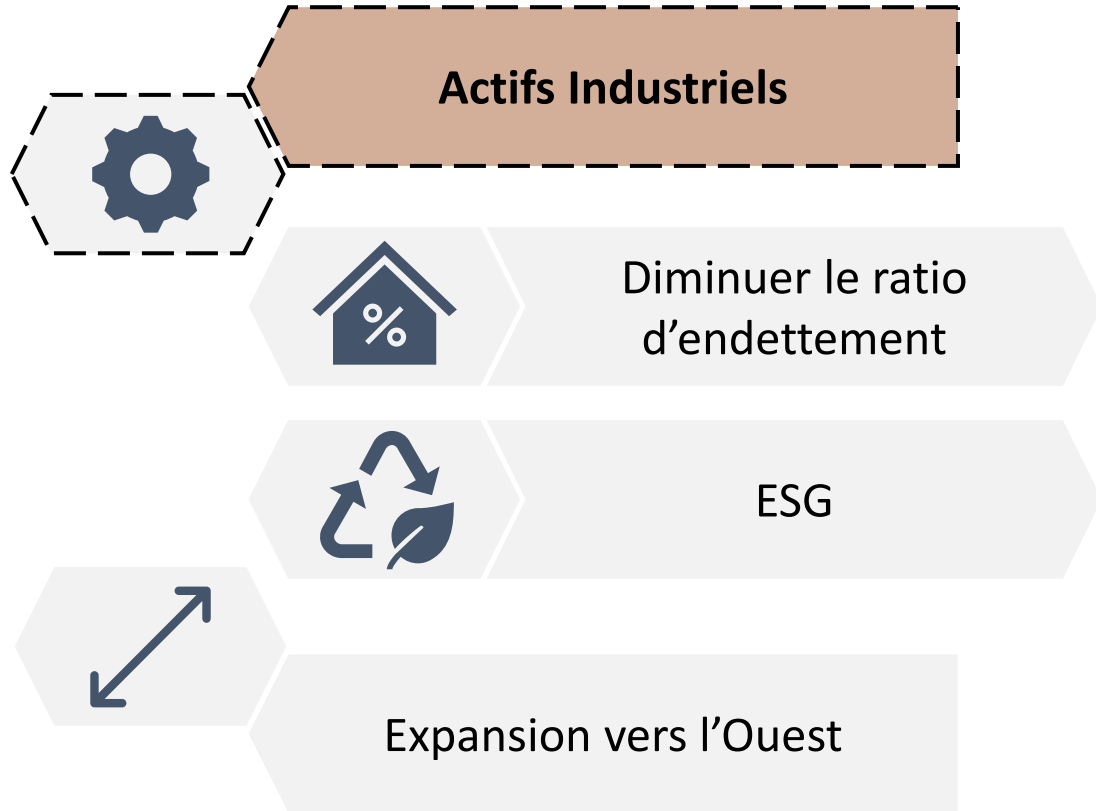 Actifs Industriels
Diminuer le ratio
d’endettement
ESG
Expansion vers l’Ouest